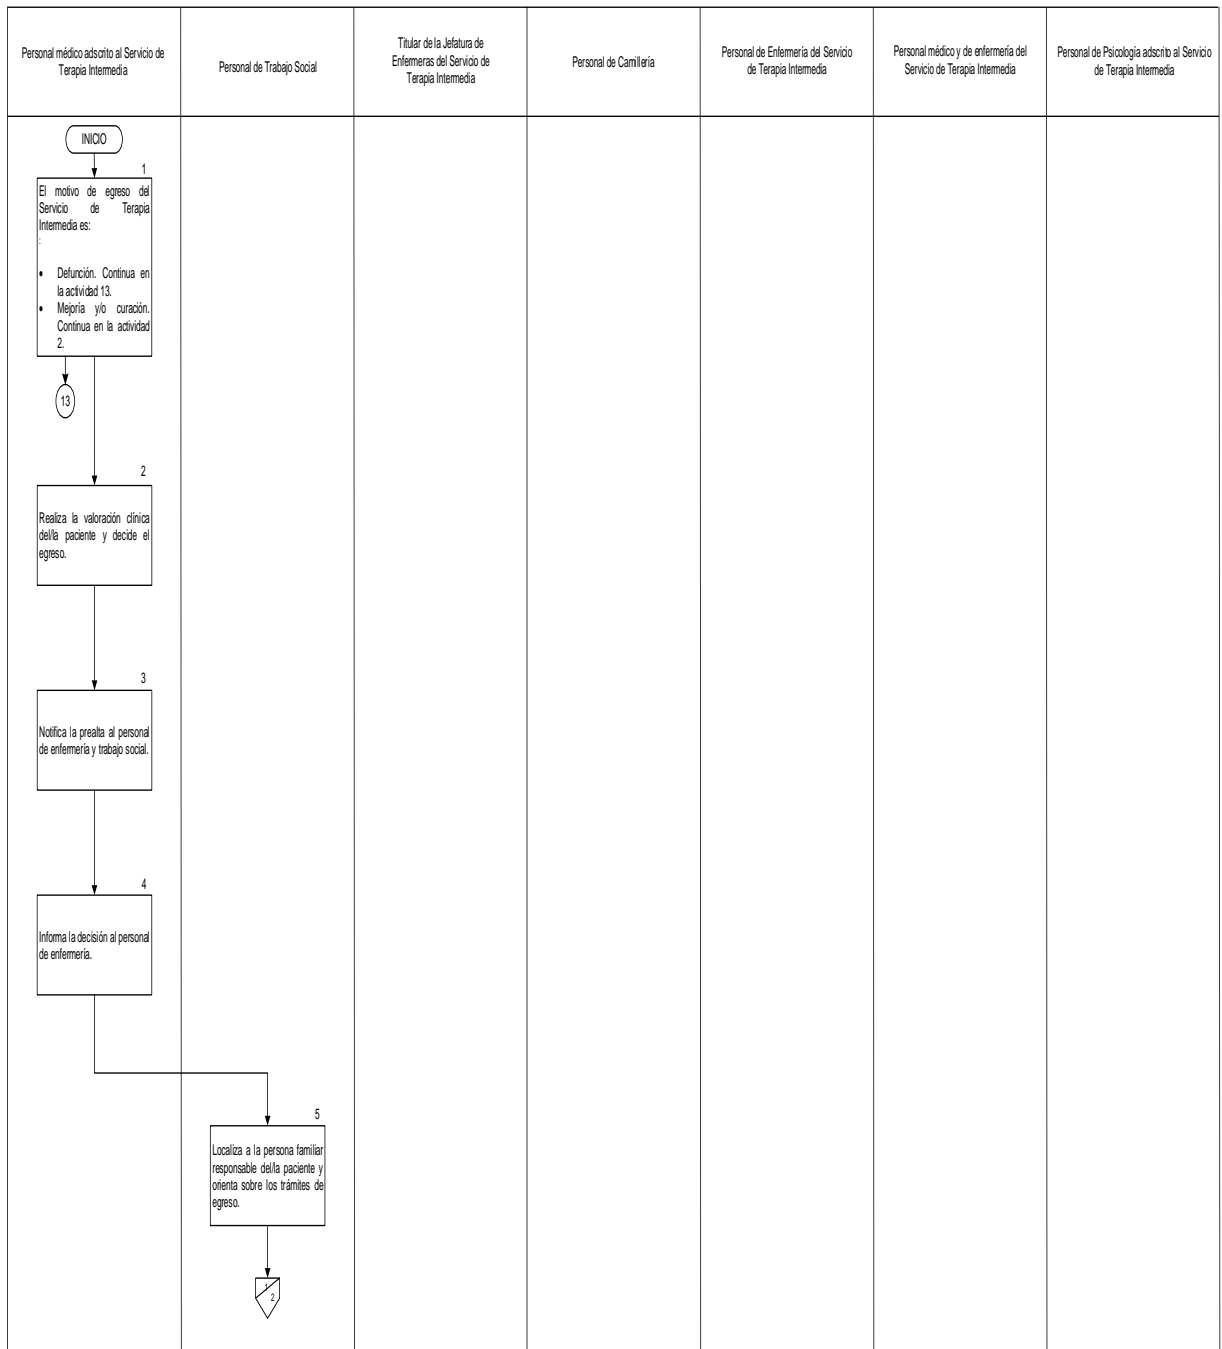 Personal médico adscrito al Servicio de
Terapia Intermedia
Personal de Trabajo Social
Titular de la Jefatura de
Enfermeras del Servicio de
Terapia Intermedia
Personal de Camillería
Personal de Enfermería del Servicio
de Terapia Intermedia
Personal médico y de enfermería del
Servicio de Terapia Intermedia
Personal de Psicología adscrito al Servicio
de Terapia Intermedia
INICIO
1
El motivo de egreso del
Servicio de Terapia
Intermedia es:
:
• Defunción. Continua en
la actividad 13.
• Mejoría y/o curación.
Continua en la actividad
2.
13
2
Realiza la valoración clínica
del/la paciente y decide el
egreso.
3
Notifica la prealta al personal
de enfermería y trabajo social.
4
Informa la decisión al personal
de enfermería.
5
Localiza a la persona familiar
responsable del/la paciente y
orienta sobre los trámites de
egreso.
1
2